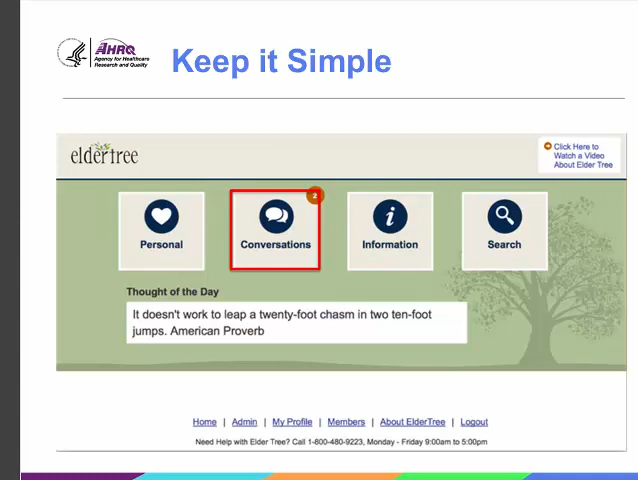 AHRQ
Agency for Healthcare
Research and Quality
Keep it Simple
eldertree
Click Here to
Watch a Video
About Elder Tree
2
Personal
Conversations
Information
Search
Thought of the Day
It doesn't work to leap a twenty-foot chasm in two ten-foot
jumps. American Proverb
Home | Admin | My Profile | Members | About ElderTree | Logout
Need Help with Elder Tree? Call 1-800-480-9223, Monday - Friday 9:00am to 5:00pm